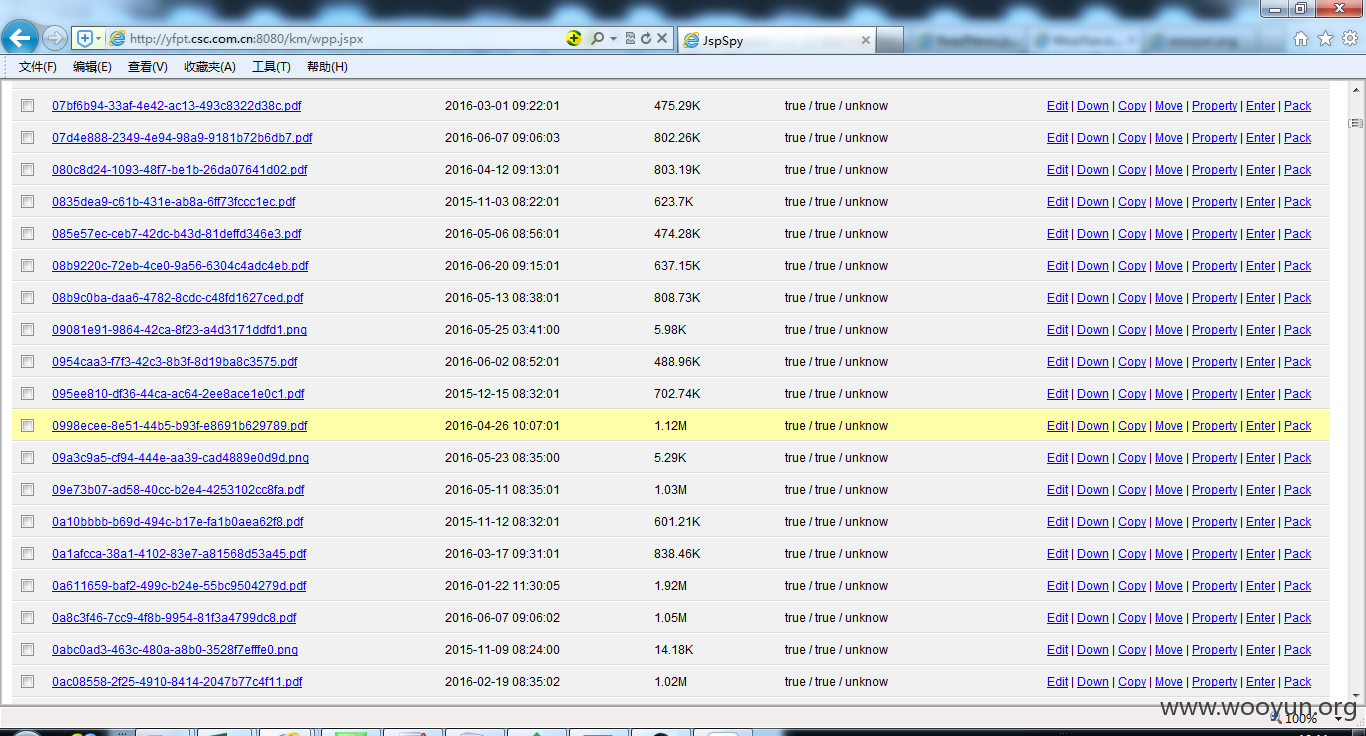 http://yfpt.csc.com.cn:8080/km/wpp.jspx
JspSpy
文件(F) 编辑(E) 查看(V) 收藏夹(A) 工具(T) 帮助(H)
07bf6b94-33af-4e42-ac13-493c8322d38c.pdf 2016-03-01 09:22:01 475.29K true / true / unknow Edit | Down | Copy | Move | Property | Enter | Pack
07d4e888-2349-4e94-98a9-9181b72b6db7.pdf 2016-06-07 09:06:03 802.26K true / true / unknow Edit | Down | Copy | Move | Property | Enter | Pack
080c8d24-1093-48f7-be1b-26da07641d02.pdf 2016-04-12 09:13:01 803.19K true / true / unknow Edit | Down | Copy | Move | Property | Enter | Pack
0835dea9-c61b-431e-ab8a-6ff73fccc1ec.pdf 2015-11-03 08:22:01 623.7K true / true / unknow Edit | Down | Copy | Move | Property | Enter | Pack
085e57ec-ceb7-42dc-b43d-81deffd346e3.pdf 2016-05-06 08:56:01 474.28K true / true / unknow Edit | Down | Copy | Move | Property | Enter | Pack
08b9220c-72eb-4ce0-9a56-6304c4adc4eb.pdf 2016-06-20 09:15:01 637.15K true / true / unknow Edit | Down | Copy | Move | Property | Enter | Pack
08b9c0ba-daa6-4782-8cdc-c48fd1627ced.pdf 2016-05-13 08:38:01 808.73K true / true / unknow Edit | Down | Copy | Move | Property | Enter | Pack
09081e91-9864-42ca-8f23-a4d3171ddfd1.png 2016-05-25 03:41:00 5.98K true / true / unknow Edit | Down | Copy | Move | Property | Enter | Pack
0954caa3-f7f3-42c3-8b3f-8d19ba8c3575.pdf 2016-06-02 08:52:01 488.96K true / true / unknow Edit | Down | Copy | Move | Property | Enter | Pack
095ee810-df36-44ca-ac64-2ee8ace1e0c1.pdf 2015-12-15 08:32:01 702.74K true / true / unknow Edit | Down | Copy | Move | Property | Enter | Pack
0998ecee-8e51-44b5-b93f-e8691b629789.pdf 2016-04-26 10:07:01 1.12M true / true / unknow Edit | Down | Copy | Move | Property | Enter | Pack
09a3c9a5-cf94-444e-aa39-cad4889e0d9d.png 2016-05-23 08:35:00 5.29K true / true / unknow Edit | Down | Copy | Move | Property | Enter | Pack
09e73b07-ad58-40cc-b2e4-4253102cc8fa.pdf 2016-05-11 08:35:01 1.03M true / true / unknow Edit | Down | Copy | Move | Property | Enter | Pack
0a10bbbb-b69d-494c-b17e-fa1b0aea62f8.pdf 2015-11-12 08:32:01 601.21K true / true / unknow Edit | Down | Copy | Move | Property | Enter | Pack
0a1afcca-38a1-4102-83e7-a81568d53a45.pdf 2016-03-17 09:31:01 838.46K true / true / unknow Edit | Down | Copy | Move | Property | Enter | Pack
0a611659-baf2-499c-b24e-55bc9504279d.pdf 2016-01-22 11:30:05 1.92M true / true / unknow Edit | Down | Copy | Move | Property | Enter | Pack
0a8c3f46-7cc9-4f8b-9954-81f3a4799dc8.pdf 2016-06-07 09:06:02 1.05M true / true / unknow Edit | Down | Copy | Move | Property | Enter | Pack
0abc0ad3-463c-480a-a8b0-3528f7efffe0.png 2015-11-09 08:24:00 14.18K true / true / unknow Edit | Down | Copy | Move | Property | Enter | Pack
0ac08558-2f25-4910-8414-2047b77c4f11.pdf 2016-02-19 08:35:02 1.02M true / true / unknow Edit | Down | Copy | Move | Property | Enter | Pack
www.wooyun.org
100%